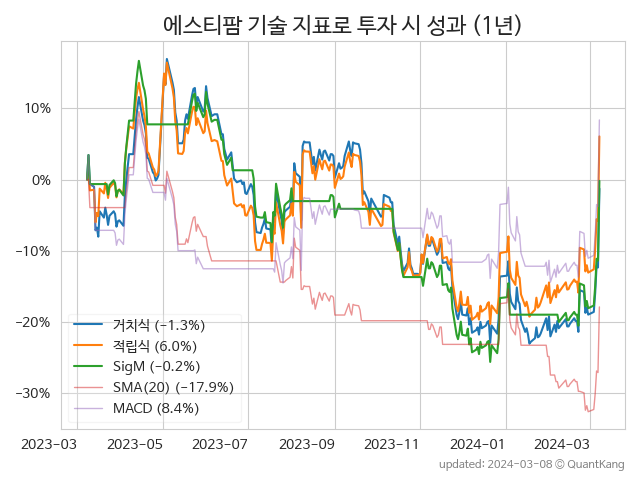 에스티팜 기술 지표로 투자 시 성과 (1년)
10%
0%
−10%
−20%
−30%
거치식 (−1.3%)
적립식 (6.0%)
SigM (−0.2%)
SMA(20) (−17.9%)
MACD (8.4%)
2023−03 2023−05 2023−07 2023−09 2023−11 2024−01 2024−03
updated: 2024−03−08 ⓒ QuantKang